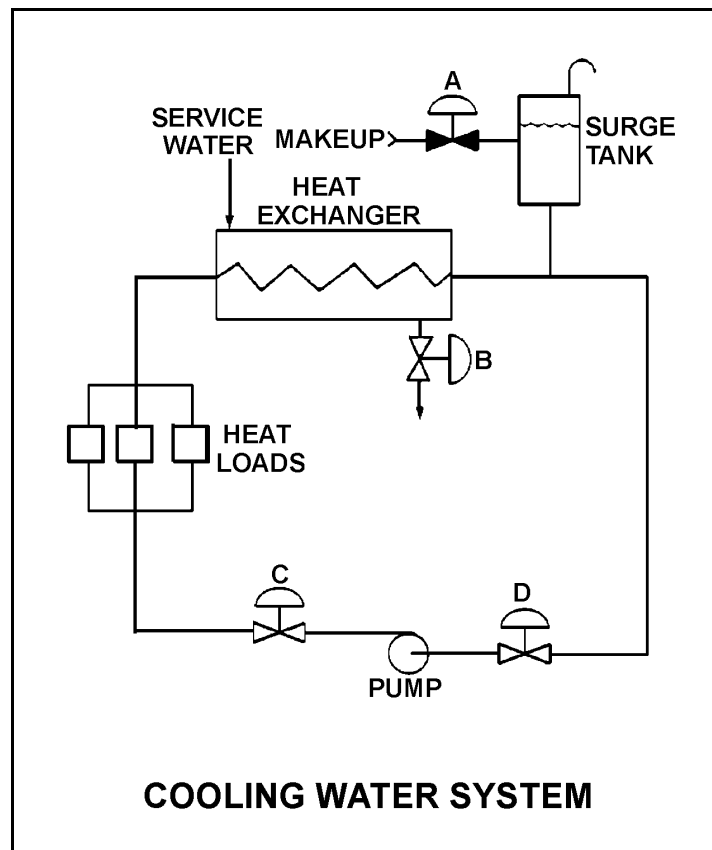 A
SERVICE
WATER
MAKEUP
SURGE
TANK
HEAT
EXCHANGER
B
HEAT
LOADS
C
D
PUMP
COOLING WATER SYSTEM